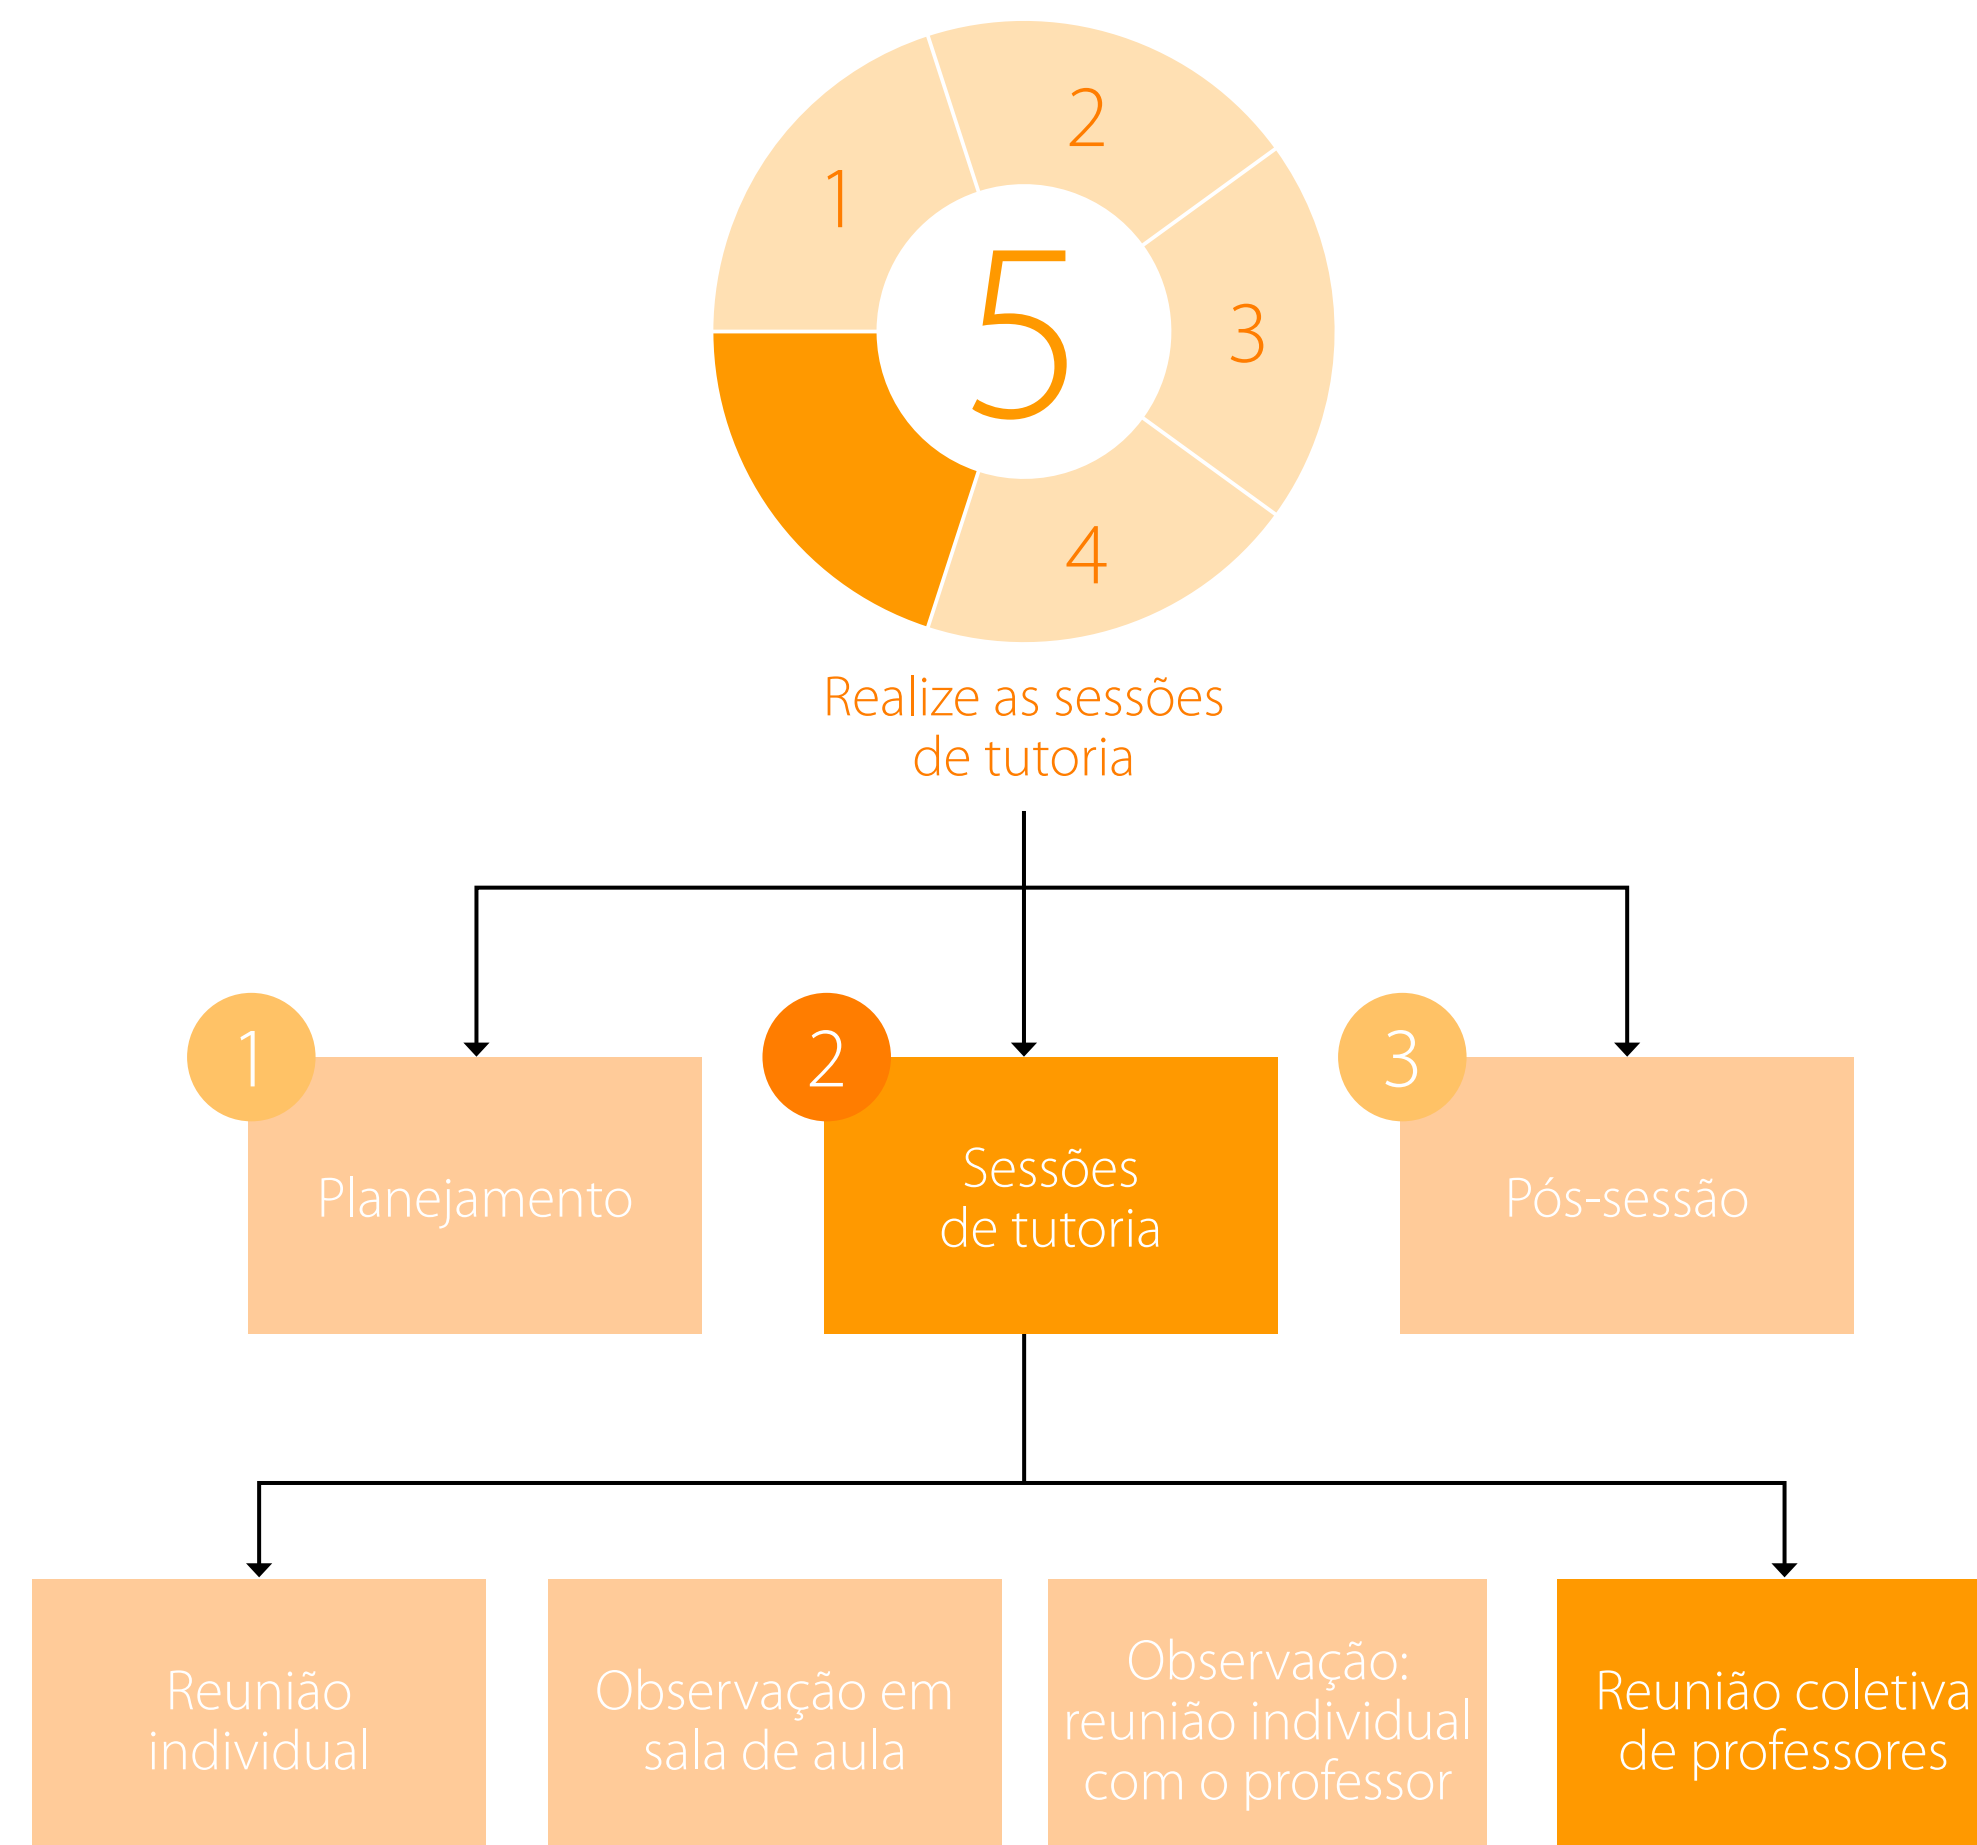 1
2
3
4
5
Realize as sessões
de tutoria
1
Planejamento
2
Sessões
de tutoria
3
Pós-sessão
Reunião
individual
Observação em
sala de aula
Observação:
reunião individual
com o professor
Reunião coletiva
de professores